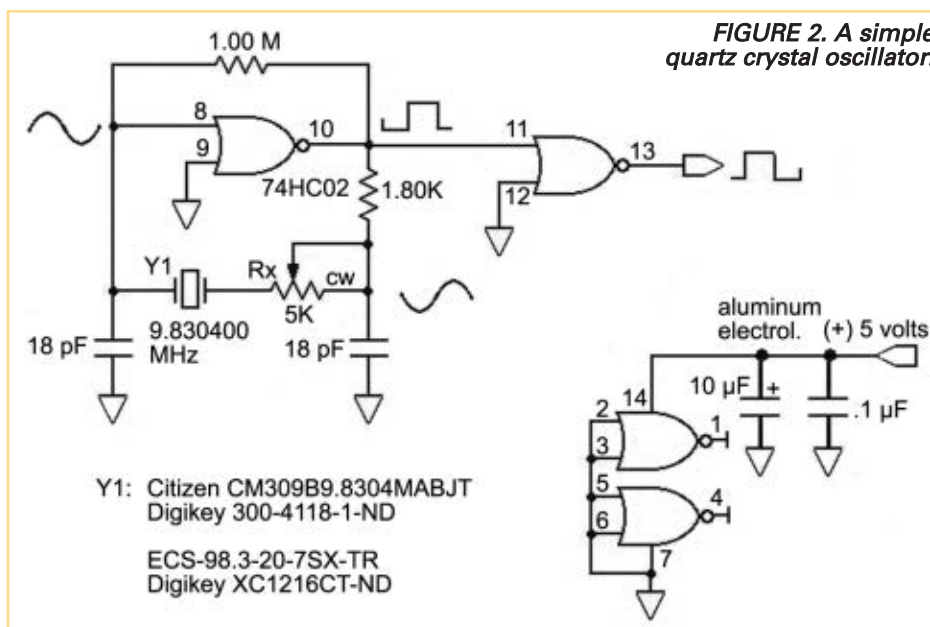 FIGURE 2. A simple
quartz crystal oscillator.
1.00 M
8
9
10
74HC02
1.80K
11
12
13
Y1
Rx
cw
5K
9.830400
MHz
18 pF
18 pF
aluminum
electrol.
(+) 5 volts
10 µF
+
.1 µF
14
2
3
1
5
6
4
7
Y1: Citizen CM309B9.8304MABJT
Digikey 300-4118-1-ND
ECS-98.3-20-7SX-TR
Digikey XC1216CT-ND